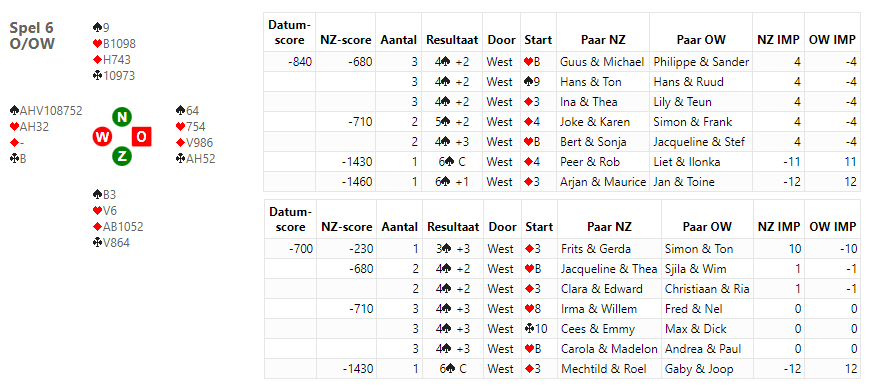 Spel 6
O/OW
♠9
♥B1098
♦H743
♣10973
♠AHV108752
♥AH32
♦-
♣B
N
W O
Z
♠64
♥754
♦V986
♣AH52
♠B3
♥V6
♦AB1052
♣V864
Datum-score NZ-score Aantal Resultaat Door Start Paar NZ Paar OW NZ IMP OW IMP
-840 -680 3 4♠ +2 West ♥B Guus & Michael Philippe & Sander 4 -4
3 4♠ +2 West ♠9 Hans & Ton Hans & Ruud 4 -4
3 4♠ +2 West ♦3 Ina & Thea Lily & Teun 4 -4
-710 2 5♠ +2 West ♦4 Joke & Karen Simon & Frank 4 -4
2 4♠ +3 West ♥B Bert & Sonja Jacqueline & Stef 4 -4
-1430 1 6♠ C West ♦4 Peer & Rob Liet & Ilonka -11 11
-1460 1 6♠ +1 West ♦3 Arjan & Maurice Jan & Toine -12 12
Datum-score NZ-score Aantal Resultaat Door Start Paar NZ Paar OW NZ IMP OW IMP
-700 -230 1 3♠ +3 West ♦3 Frits & Gerda Simon & Ton 10 -10
-680 2 4♠ +2 West ♥B Jacqueline & Thea Sjila & Wim 1 -1
2 4♠ +2 West ♦3 Clara & Edward Christiaan & Ria 1 -1
-710 3 4♠ +3 West ♦8 Irma & Willem Fred & Nel 0 0
3 4♠ +3 West ♣10 Cees & Emmy Max & Dick 0 0
3 4♠ +3 West ♥B Carola & Madelon Andrea & Paul 0 0
-1430 1 6♠ C West ♦3 Mechtild & Roel Gaby & Joop -12 12